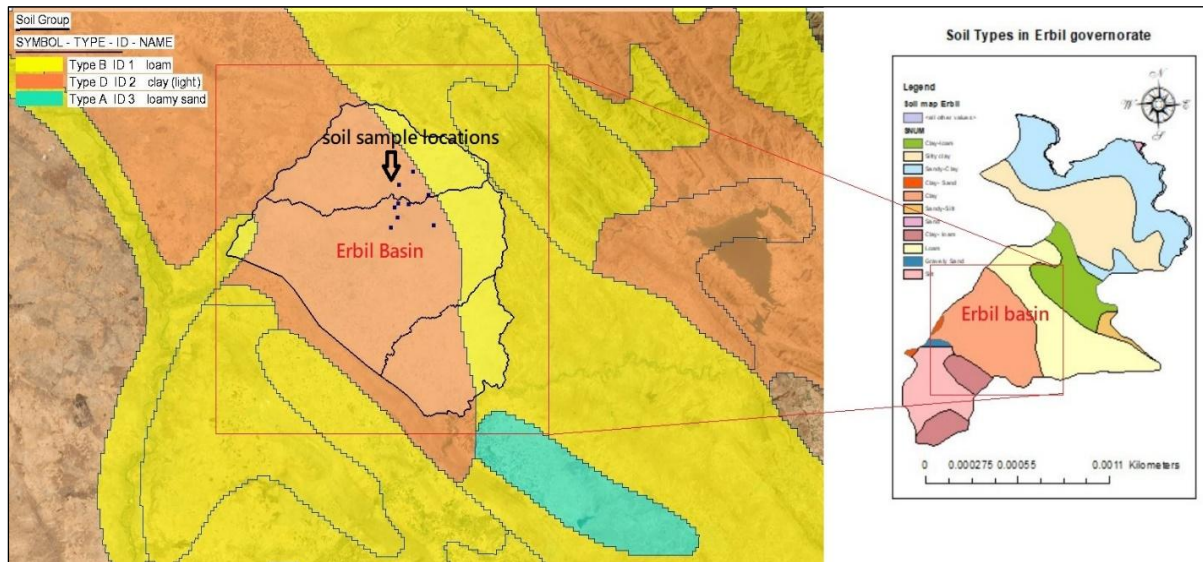 Soil Group
SYMBOL - TYPE - ID - NAME
Type B ID 1 loam
Type D ID 2 clay (light)
Type A ID 3 loamy sand
soil sample locations
Erbil Basin
Soil Types in Erbil governorate
Legend
Soil map Erbil
<all other values>
SNUM
Clay-loam
Silty clay
Sandy-Clay
Clay- Sand
Clay
Sandy-Silt
Sand
Clay- loam
Loam
Gravely Sand
Silt
N
W
E
S
Erbil basin
0 0.000275 0.00055 0.0011 Kilometers